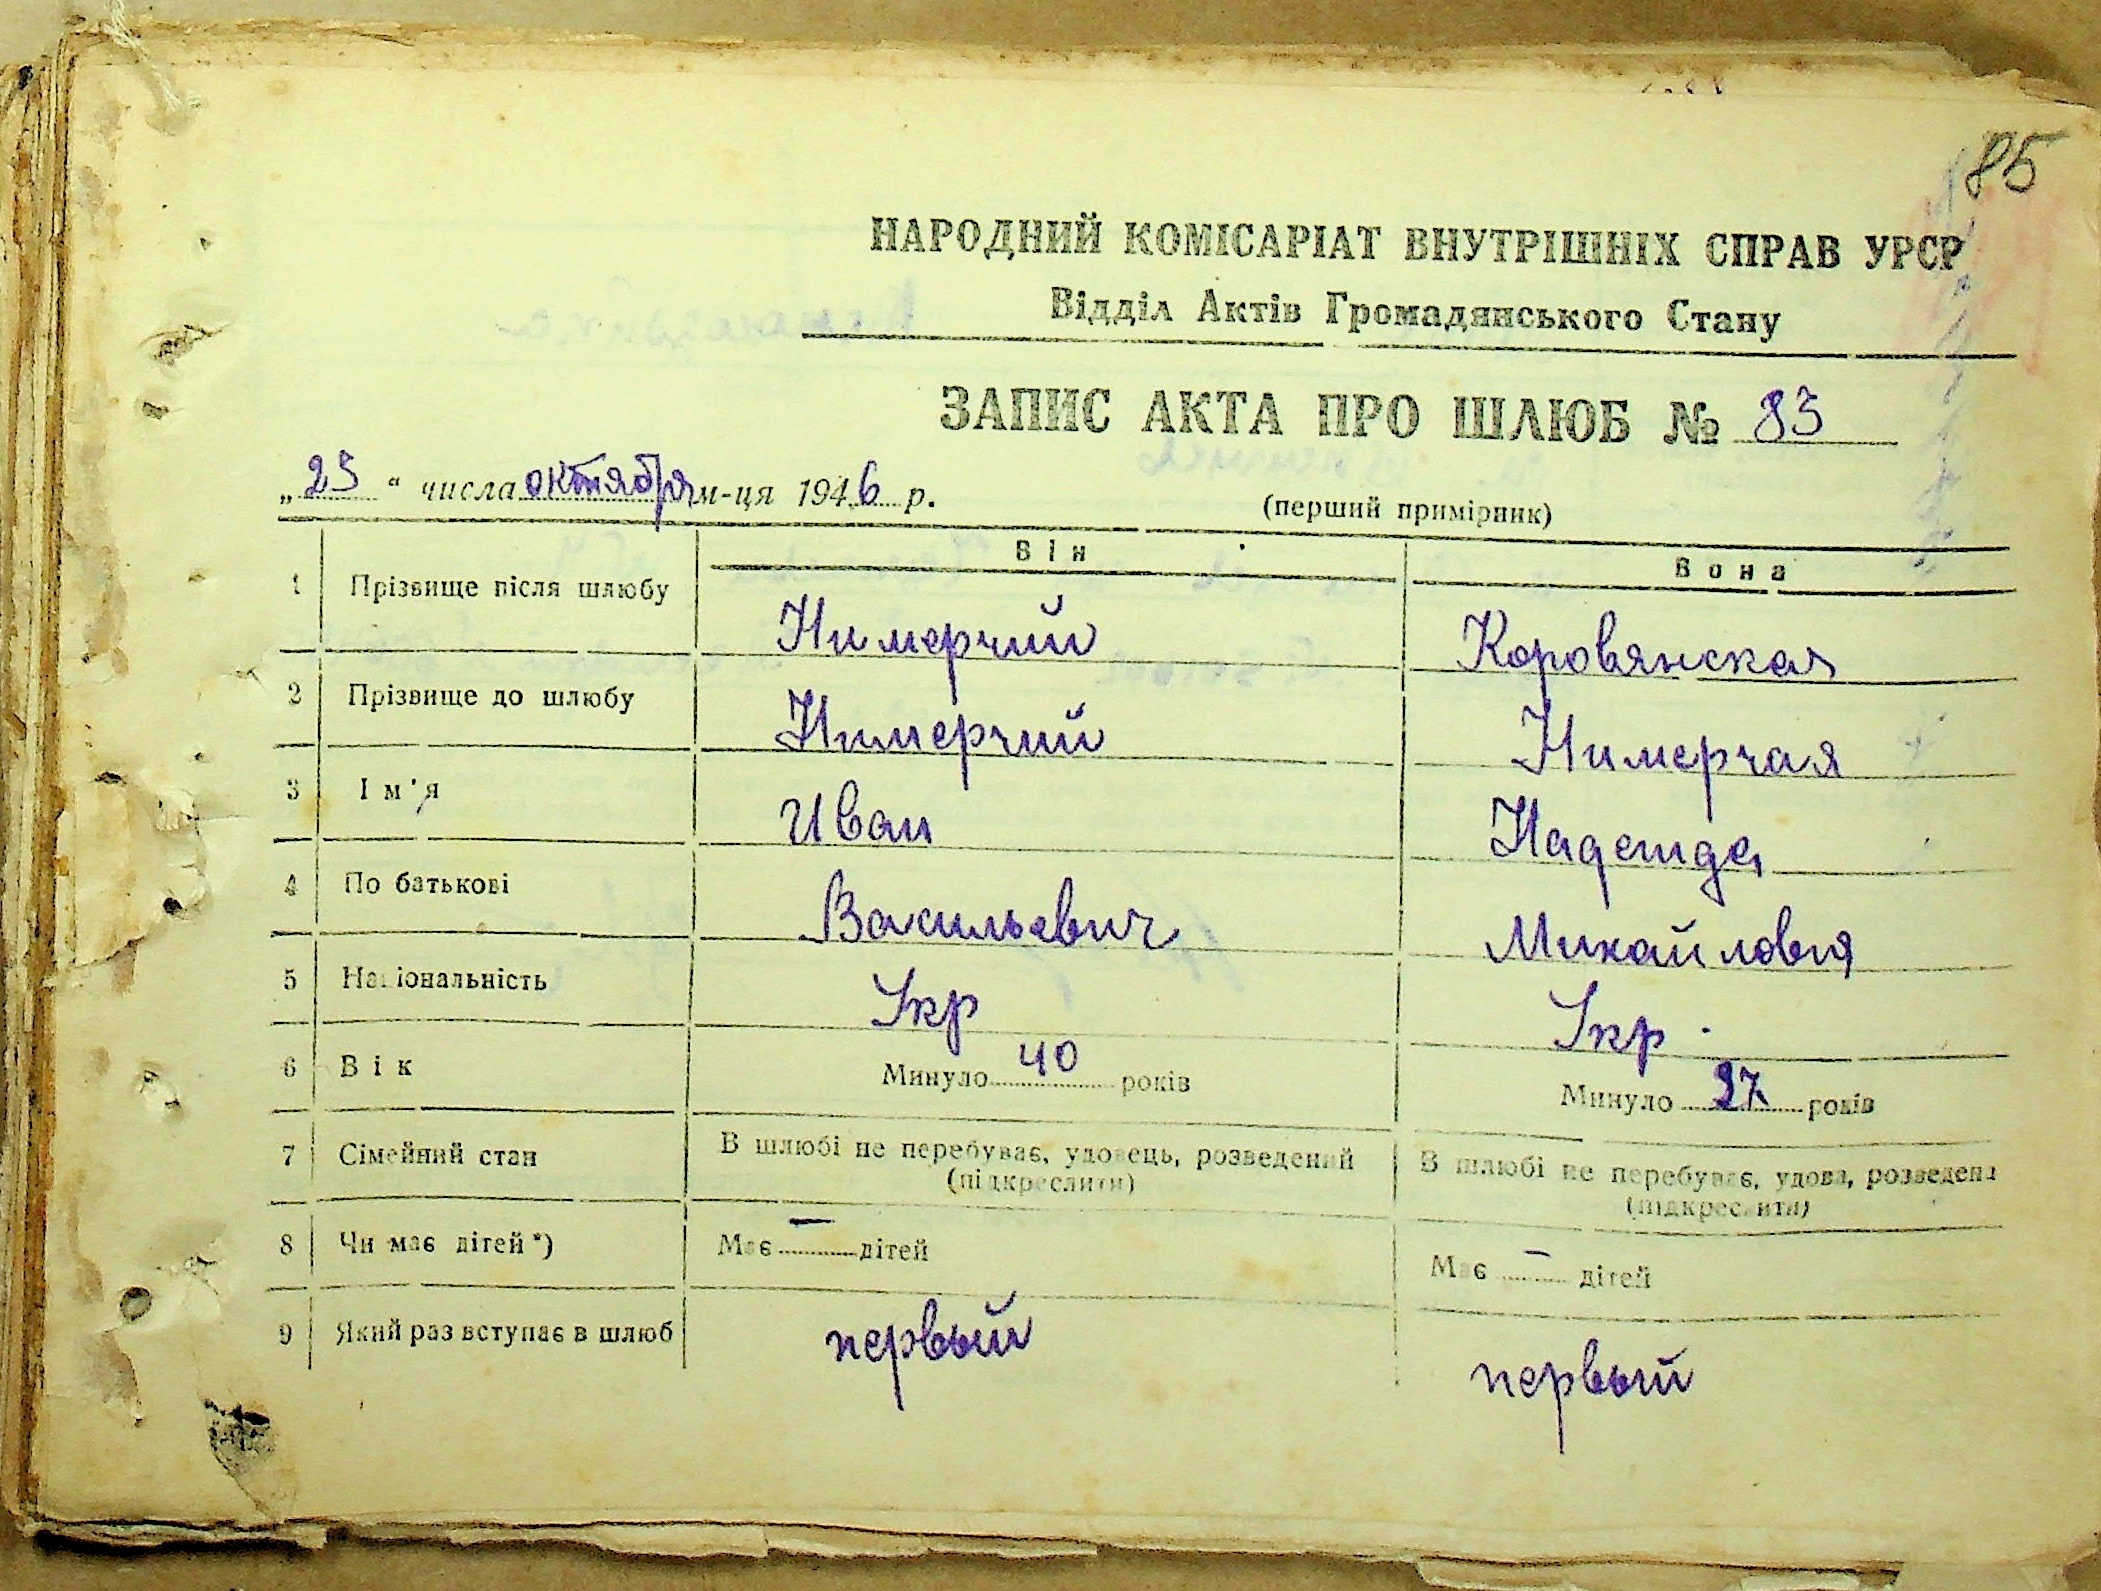 85
НАРОДНИЙ КОМІСАРІАТ ВНУТРІШНІХ СПРАВ УРСР
Відділ Актів Громадянського Стану
ЗАПИС АКТА ПРО ШЛЮБ № 83
„25“ числа октября м-ця 1946 р. (перший примірник)
Він Вона
1 Прізвище після шлюбу Нимерчий Коровянская
2 Прізвище до шлюбу Нимерчий Нимерчая
3 Ім'я Иван Надежда
4 По батькові Васильевич Михайловна
5 Національність Укр Укр.
6 Вік Минуло 40 років Минуло 27 років
7 Сімейний стан В шлюбі не перебуває, удовець, розведений (підкреслити) В шлюбі не перебуває, удова, розведена (підкреслити)
8 Чи має дітей*) Має — дітей Має — дітей
9 Який раз вступає в шлюб первый первый